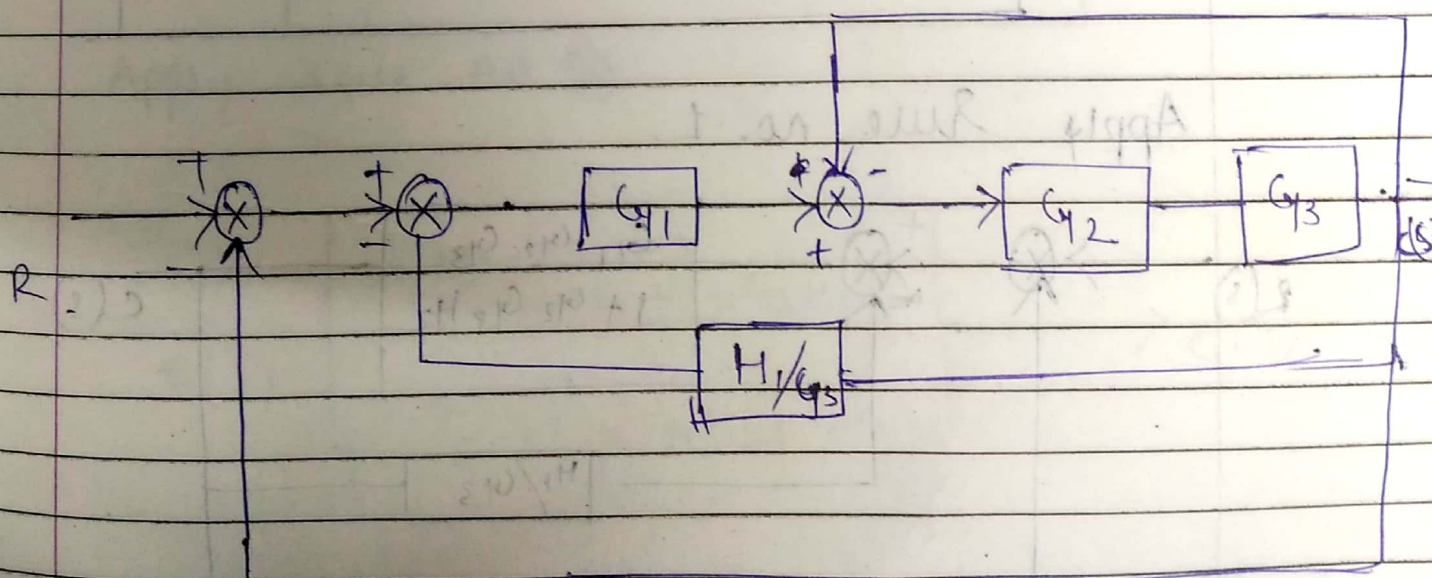 + + + -
G1 G2 G3
- - + C(S)
R
H1/G3